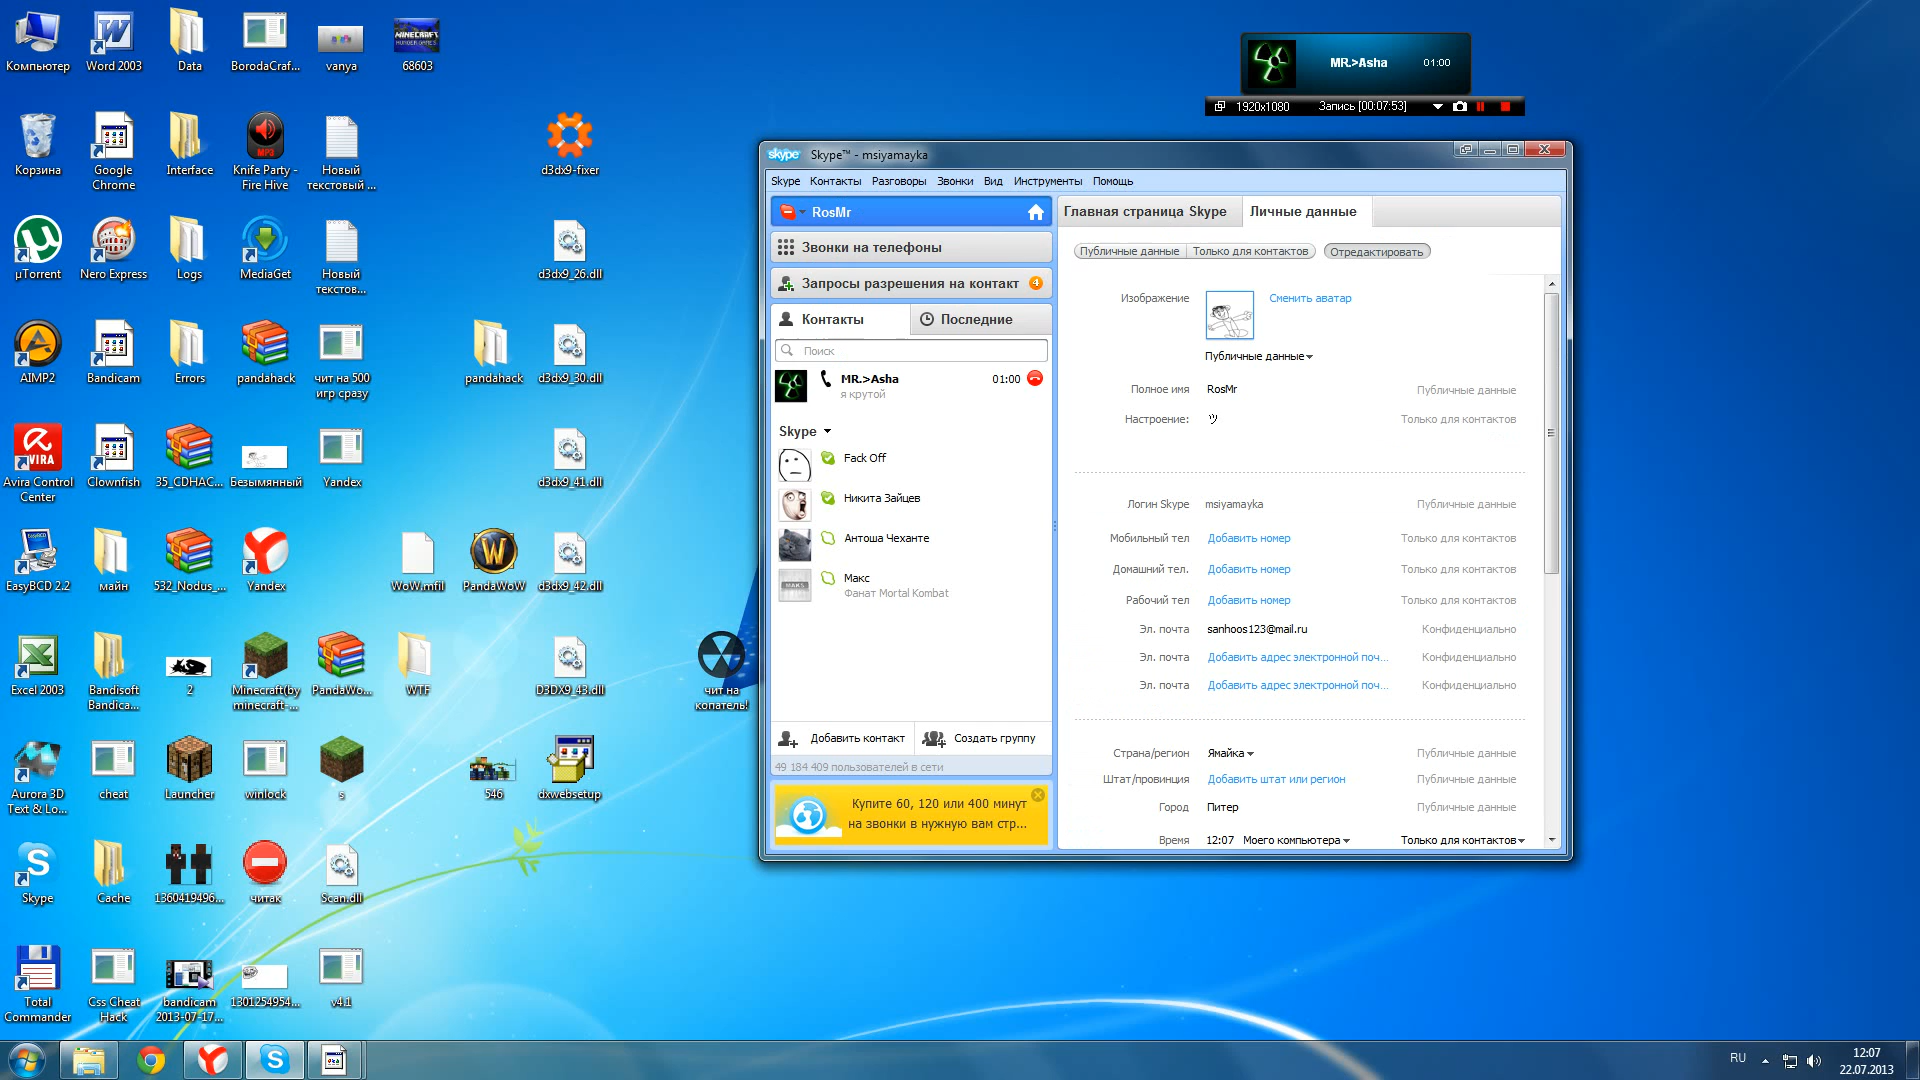 Компьютер
Word 2003
Data
BorodaCraf...
vanya
68603
Корзина
Google
Chrome
Interface
Knife Party -
Fire Hive
Новый
текстовый ...
d3dx9-fixer
µTorrent
Nero Express
Logs
MediaGet
Новый
текстов...
d3dx9_26.dll
AIMP2
Bandicam
Errors
pandahack
чит на 500
игр сразу
pandahack
d3dx9_30.dll
Avira Control
Center
Clownfish
35_CDHAC...
Безымянный
Yandex
d3dx9_41.dll
EasyBCD 2.2
майн
532_Nodus_...
Yandex
WoW.mfil
PandaWoW
d3dx9_42.dll
Excel 2003
Bandisoft
Bandica...
2
Minecraft(by
minecraft-...
PandaWo...
WTF
D3DX9_43.dll
чит на
копатель!
Aurora 3D
Text & Lo...
cheat
Launcher
winlock
s
546
dxwebsetup
Skype
Cache
1360419496...
читак
Scan.dll
Total
Commander
Css Cheat
Hack
bandicam
2013-07-17...
1301254954...
v4.1
MR.>Asha
01:00
1920x1080
Запись [00:07:53]
skype
Skype™ - msiyamayka
Skype Контакты Разговоры Звонки Вид Инструменты Помощь
RosMr
Звонки на телефоны
Запросы разрешения на контакт 4
Контакты
Последние
Поиск
MR.>Asha 01:00
я крутой
Skype
Fack Off
Никита Зайцев
Антоша Чеханте
Макс
Фанат Mortal Kombat
Добавить контакт
Создать группу
49 184 409 пользователей в сети
Купите 60, 120 или 400 минут
на звонки в нужную вам стр...
Главная страница Skype
Личные данные
Публичные данные
Только для контактов
Отредактировать
Изображение
Сменить аватар
Публичные данные
Полное имя RosMr Публичные данные
Настроение: ツ Только для контактов
Логин Skype msiyamayka Публичные данные
Мобильный тел Добавить номер Только для контактов
Домашний тел. Добавить номер Только для контактов
Рабочий тел Добавить номер Только для контактов
Эл. почта sanhoos123@mail.ru Конфиденциально
Эл. почта Добавить адрес электронной поч... Конфиденциально
Эл. почта Добавить адрес электронной поч... Конфиденциально
Страна/регион Ямайка Публичные данные
Штат/провинция Добавить штат или регион Публичные данные
Город Питер Публичные данные
Время 12:07 Моего компьютера Только для контактов
RU
12:07
22.07.2013